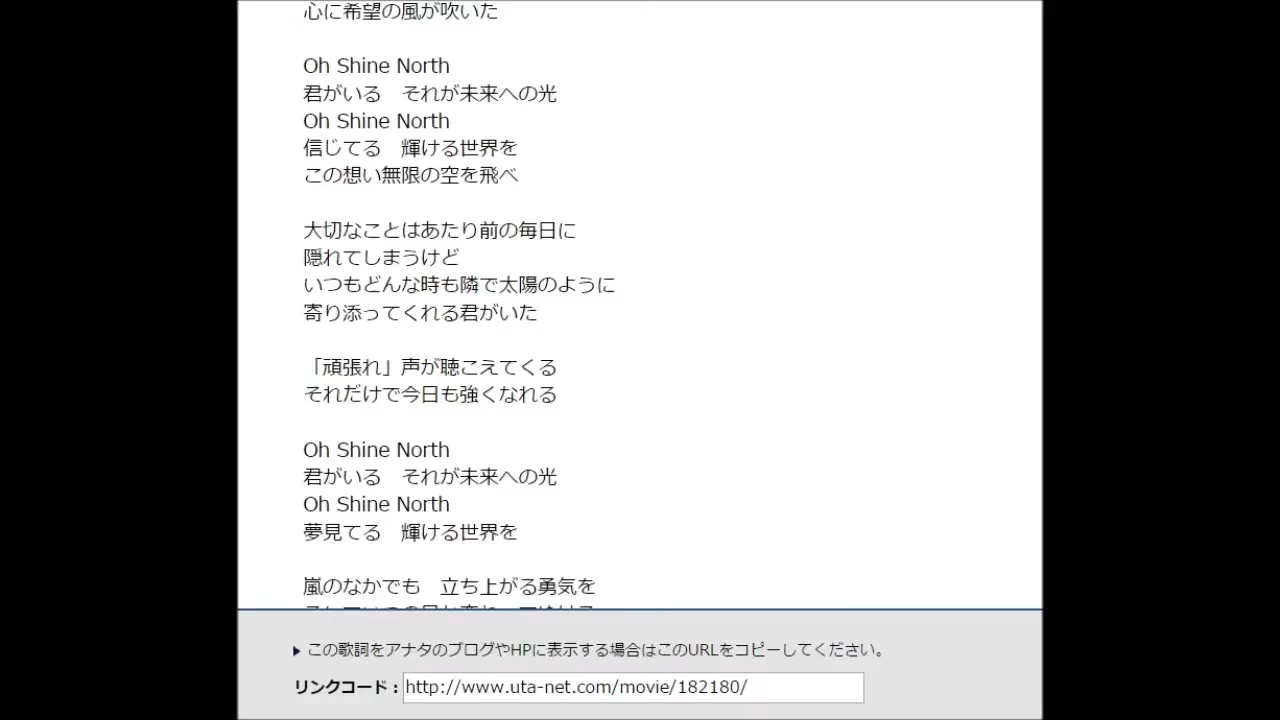 心に希望の風が吹いた
Oh Shine North
君がいる　それが未来への光
Oh Shine North
信じてる　輝ける世界を
この想い無限の空を飛べ
大切なことはあたり前の毎日に
隠れてしまうけど
いつもどんな時も隣で太陽のように
寄り添ってくれる君がいた
「頑張れ」声が聴こえてくる
それだけで今日も強くなれる
Oh Shine North
君がいる　それが未来への光
Oh Shine North
夢見てる　輝ける世界を
嵐のなかでも　立ち上がる勇気を
この歌詞をアナタのブログやHPに表示する場合はこのURLをコピーしてください。
リンクコード：http://www.uta-net.com/movie/182180/